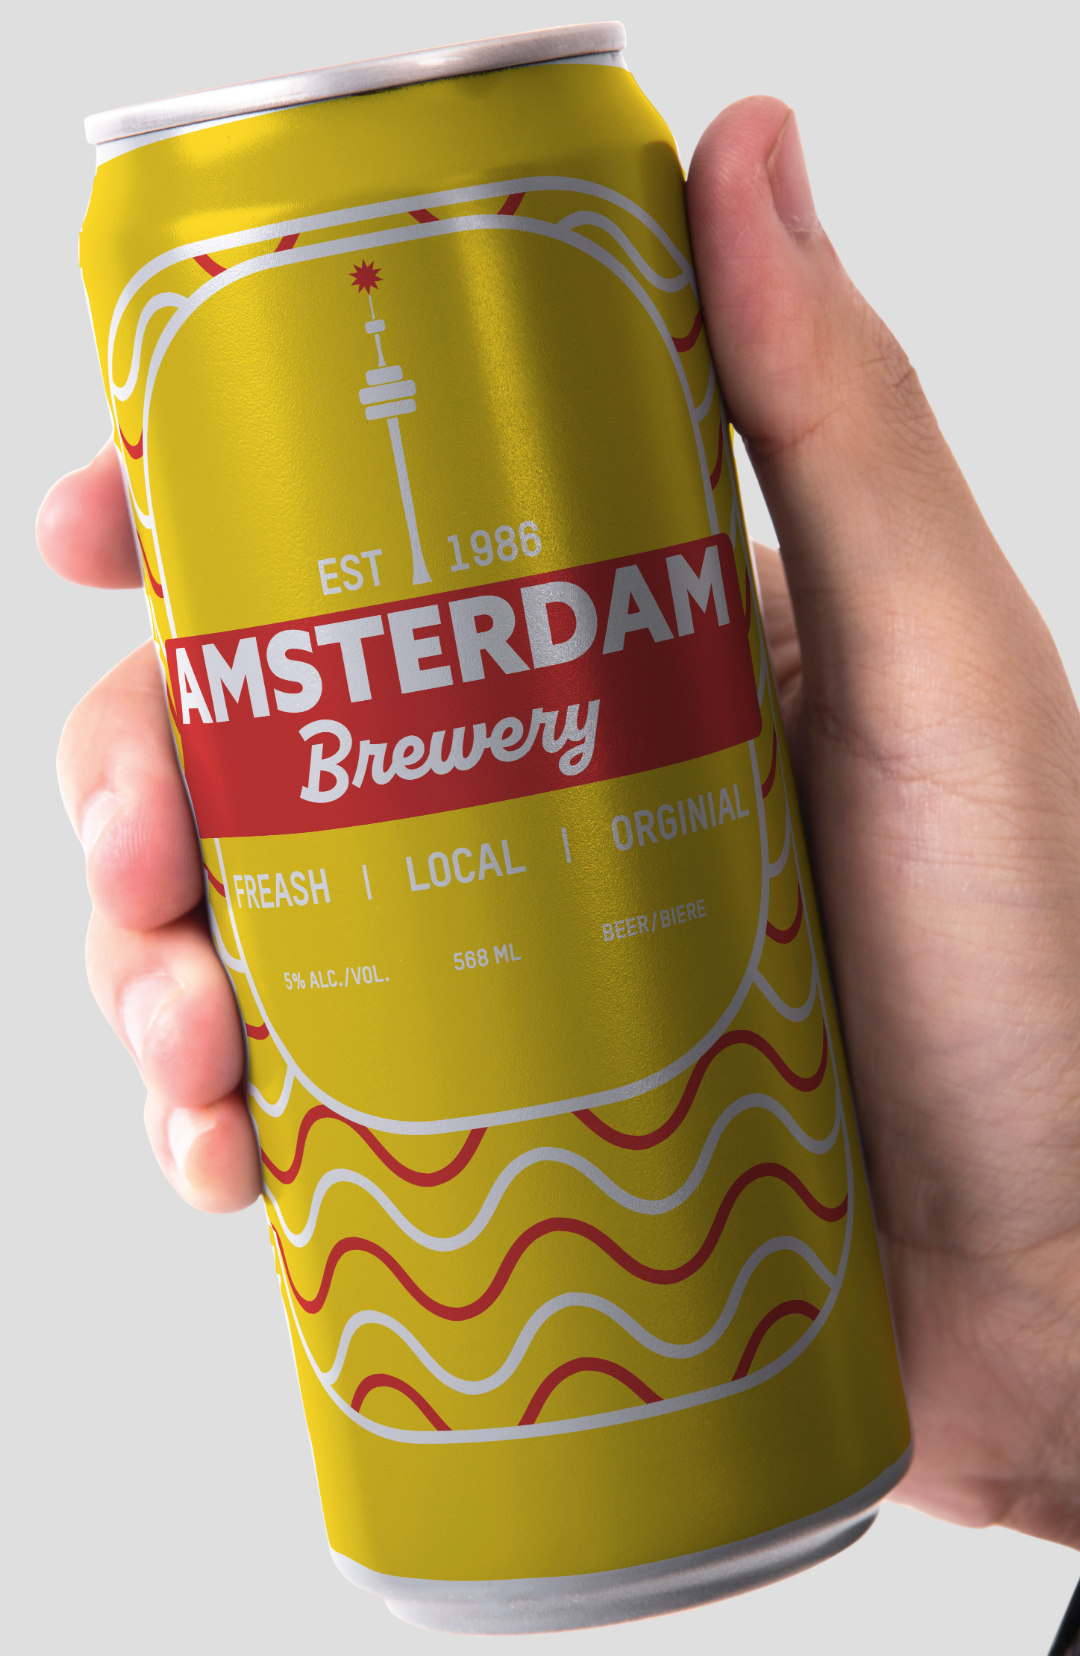 EST 1986
AMSTERDAM
Brewery
FREASH | LOCAL | ORGINIAL
5% ALC./VOL. 568 ML BEER/BIERE